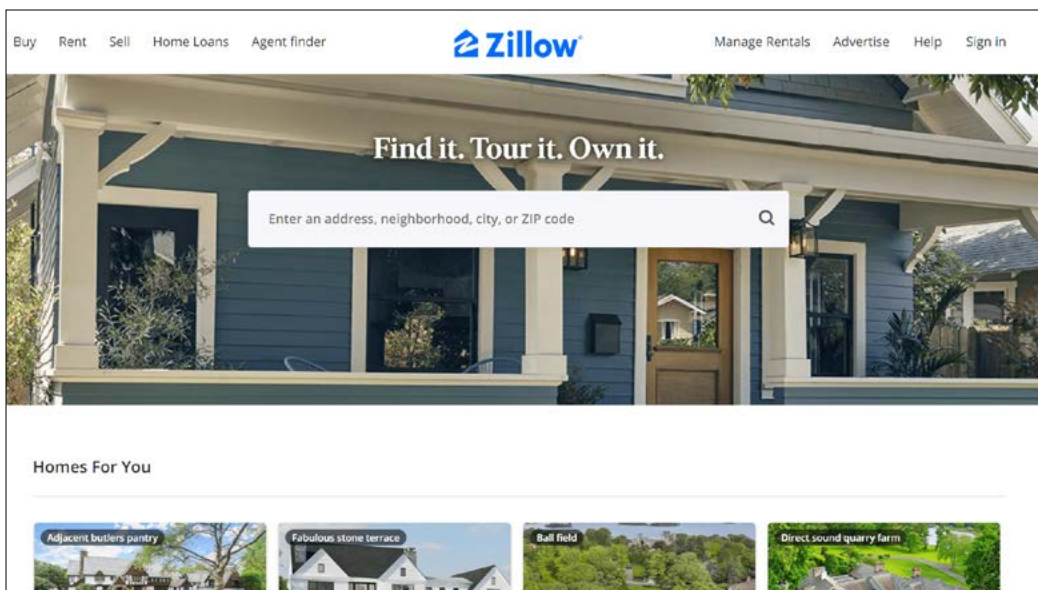 Buy Rent Sell Home Loans Agent finder Zillow Manage Rentals Advertise Help Sign in
Find it. Tour it. Own it.
Enter an address, neighborhood, city, or ZIP code
Homes For You
Adjacent butlers pantry Fabulous stone terrace Ball field Direct sound quarry farm